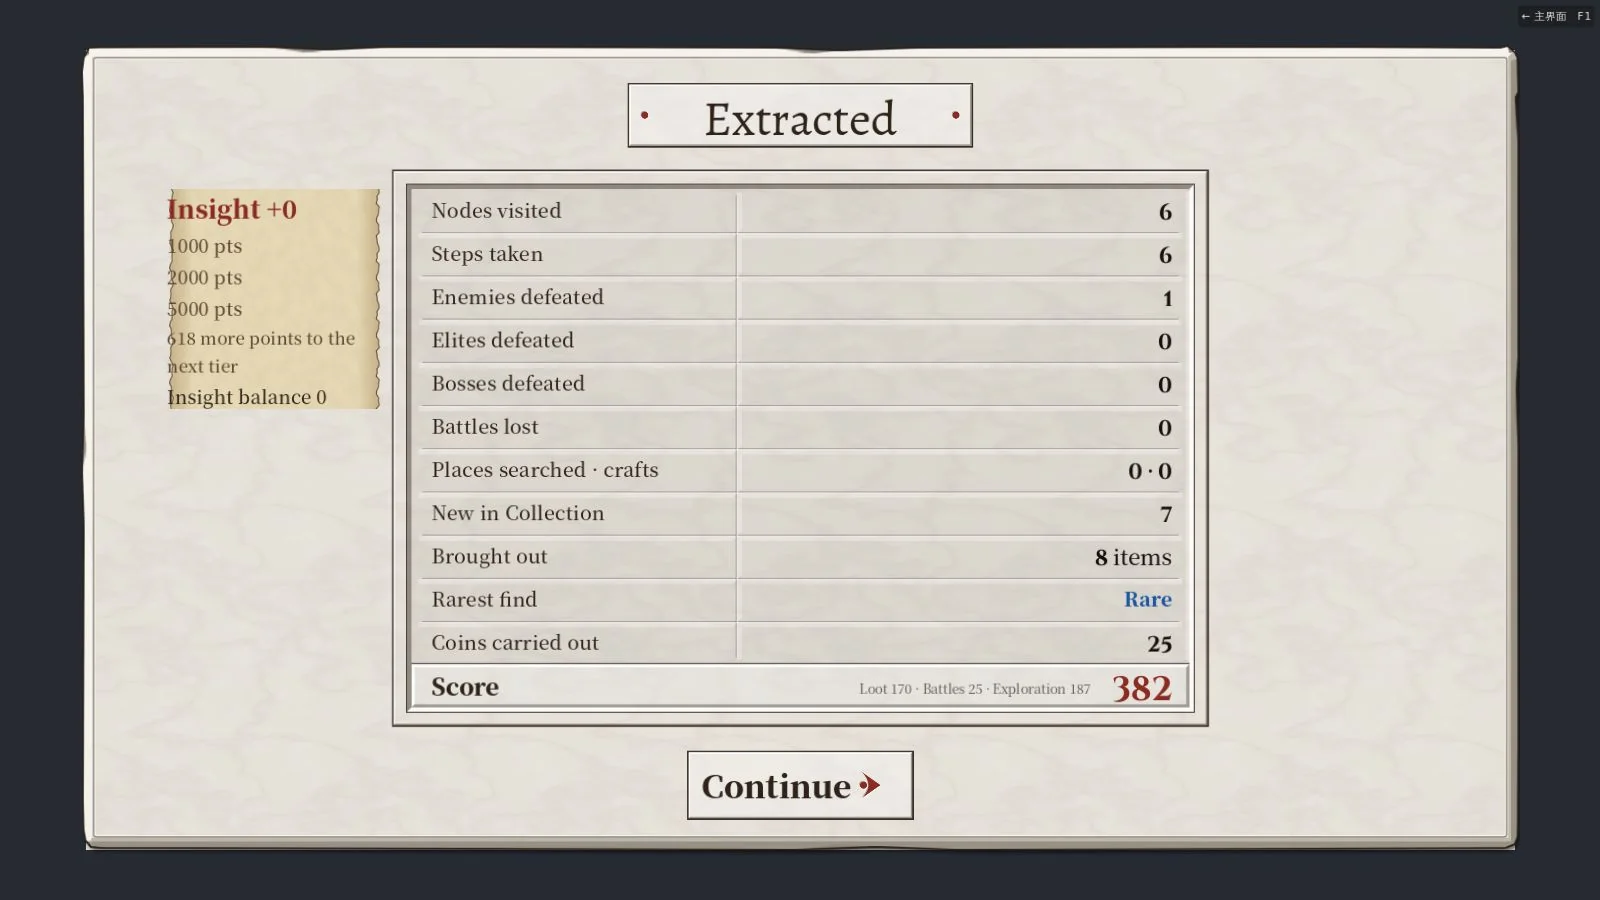 ← 主界面 F1
Extracted
Insight +0
1000 pts
2000 pts
5000 pts
618 more points to the
next tier
Insight balance 0
Nodes visited 6
Steps taken 6
Enemies defeated 1
Elites defeated 0
Bosses defeated 0
Battles lost 0
Places searched · crafts 0 · 0
New in Collection 7
Brought out 8 items
Rarest find Rare
Coins carried out 25
Score Loot 170 · Battles 25 · Exploration 187 382
Continue